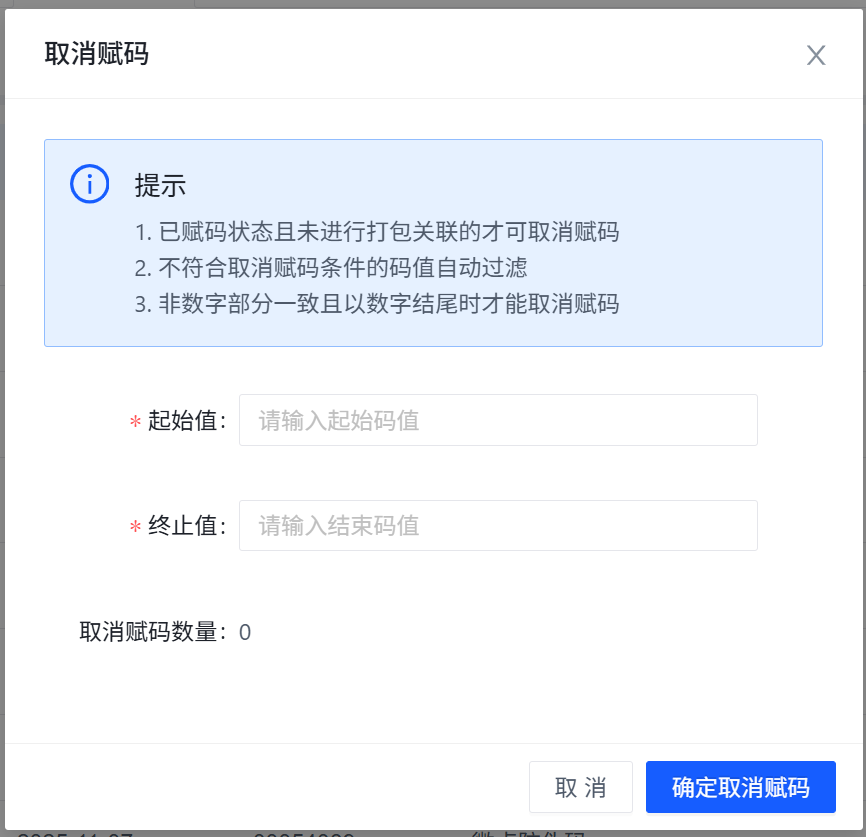 取消赋码
提示
1. 已赋码状态且未进行打包关联的才可取消赋码
2. 不符合取消赋码条件的码值自动过滤
3. 非数字部分一致且以数字结尾时才能取消赋码
* 起始值： 请输入起始码值
* 终止值： 请输入结束码值
取消赋码数量： 0
取 消 确定取消赋码